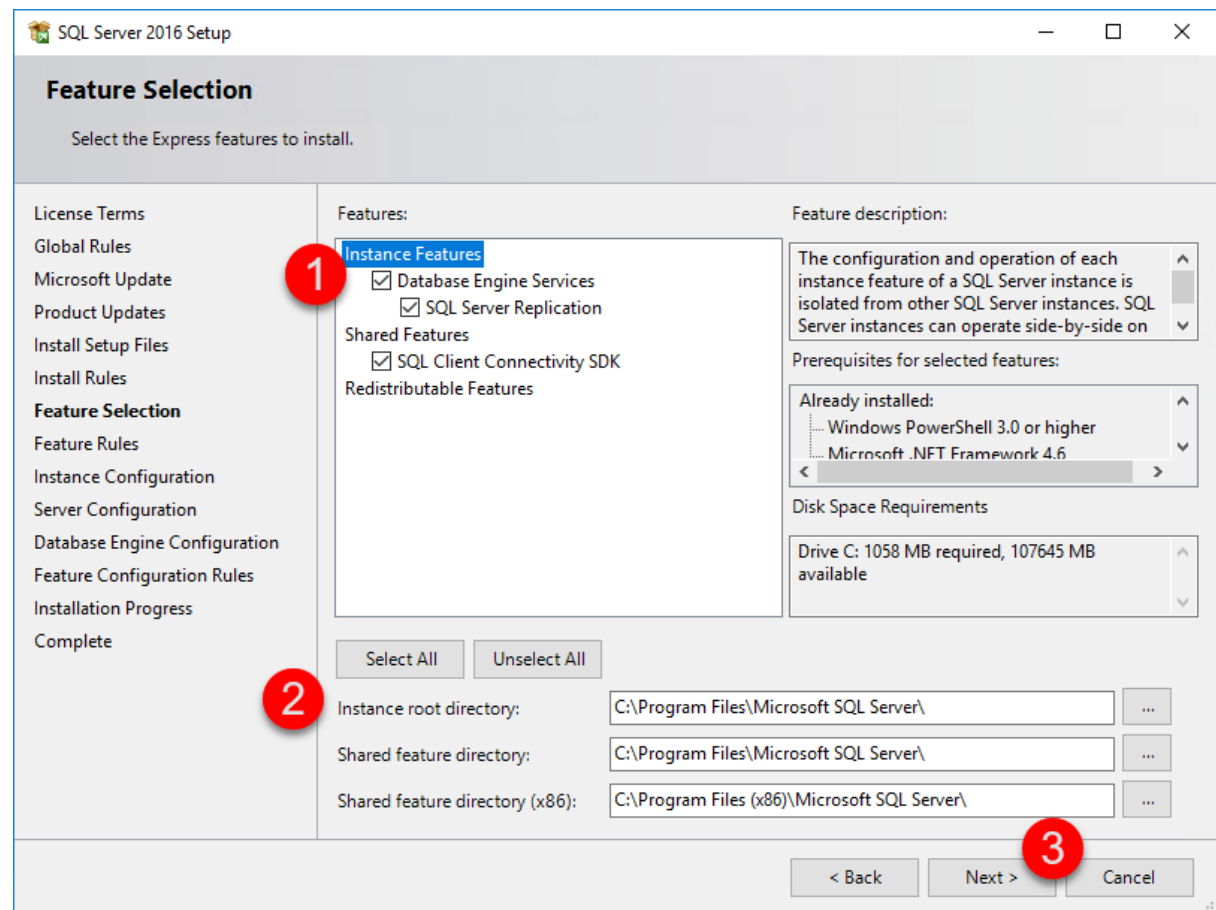 SQL Server 2016 Setup
Feature Selection
Select the Express features to install.
License Terms
Global Rules
Microsoft Update
Product Updates
Install Setup Files
Install Rules
Feature Selection
Feature Rules
Instance Configuration
Server Configuration
Database Engine Configuration
Feature Configuration Rules
Installation Progress
Complete
Features:
1
Instance Features
Database Engine Services
SQL Server Replication
Shared Features
SQL Client Connectivity SDK
Redistributable Features
Feature description:
The configuration and operation of each
instance feature of a SQL Server instance is
isolated from other SQL Server instances. SQL
Server instances can operate side-by-side on
Prerequisites for selected features:
Already installed:
Windows PowerShell 3.0 or higher
Microsoft .NET Framework 4.6
Disk Space Requirements
Drive C: 1058 MB required, 107645 MB
available
Select All
Unselect All
2
Instance root directory:
C:\Program Files\Microsoft SQL Server\
...
Shared feature directory:
C:\Program Files\Microsoft SQL Server\
...
Shared feature directory (x86):
C:\Program Files (x86)\Microsoft SQL Server\
...
3
< Back
Next >
Cancel